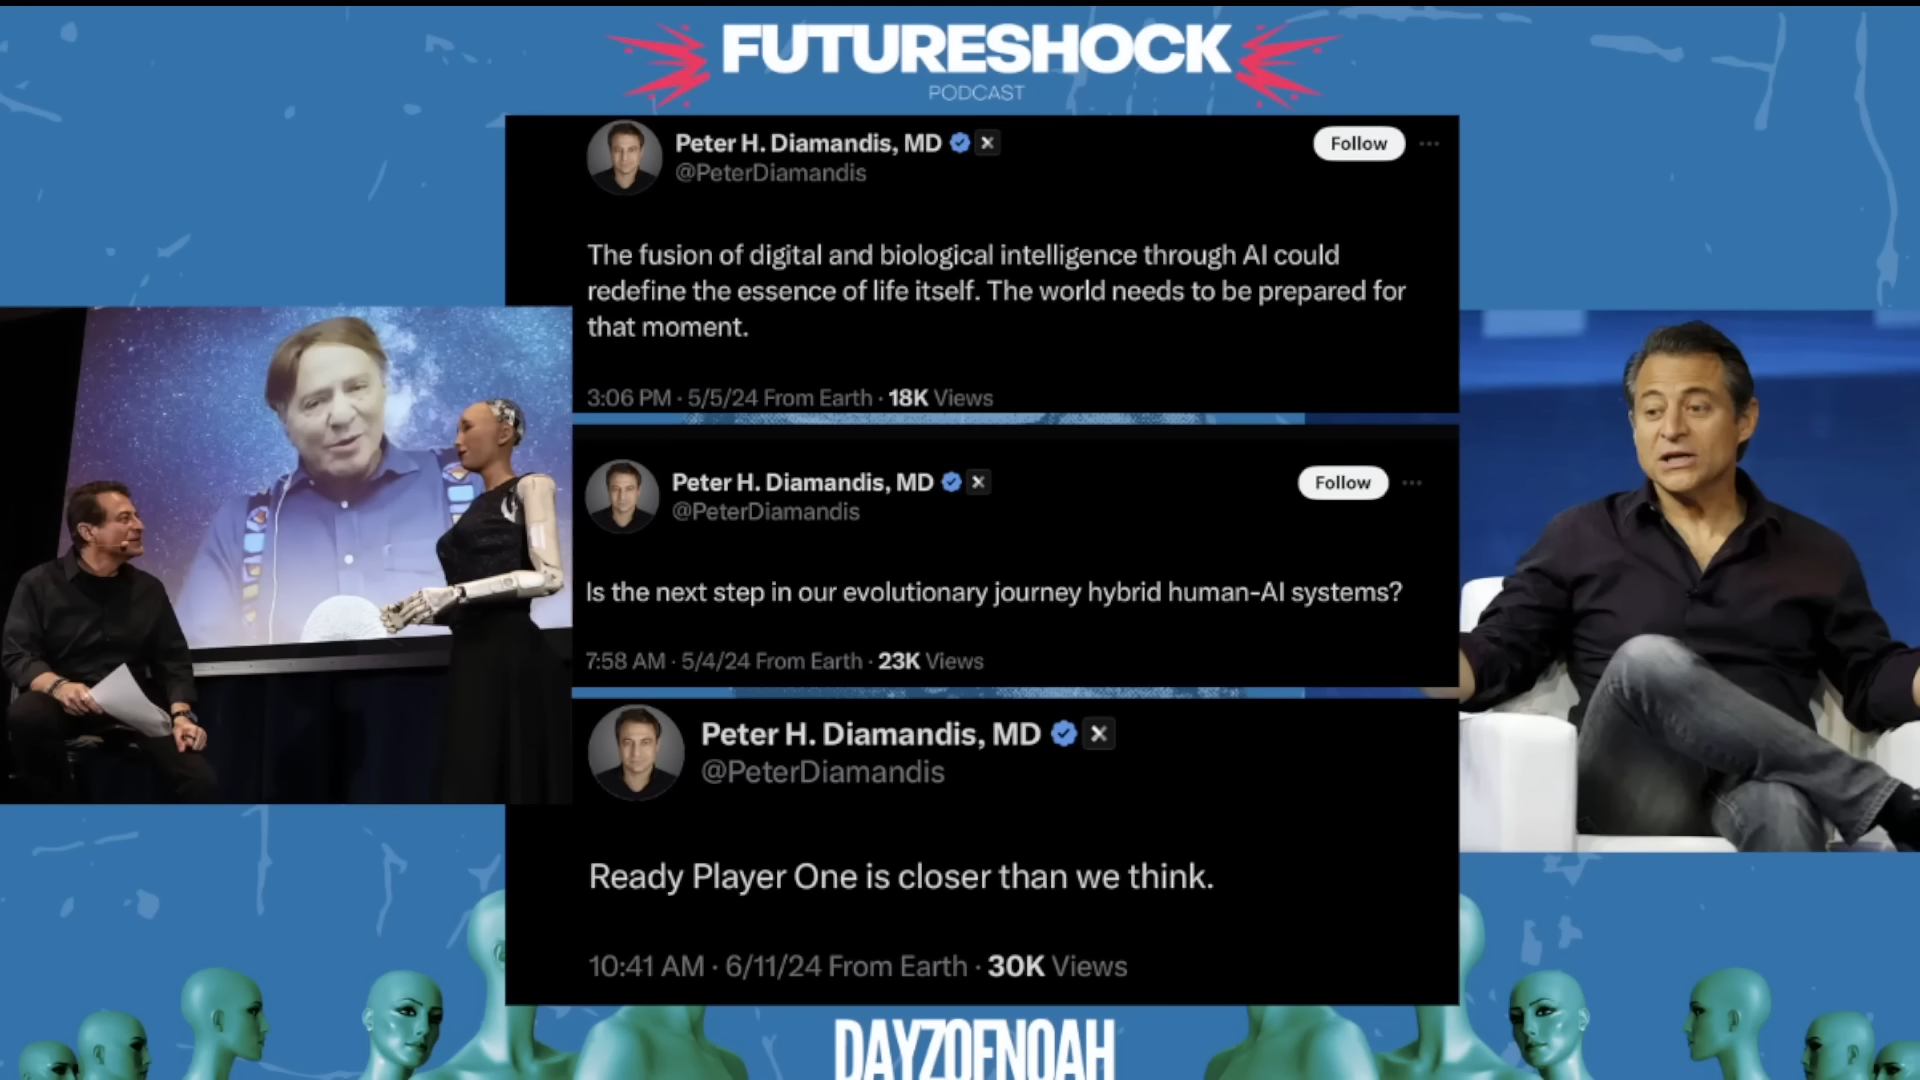 FUTURESHOCK
PODCAST
Peter H. Diamandis, MD
@PeterDiamandis
Follow
The fusion of digital and biological intelligence through AI could
redefine the essence of life itself. The world needs to be prepared for
that moment.
3:06 PM · 5/5/24 From Earth · 18K Views
Peter H. Diamandis, MD
@PeterDiamandis
Follow
Is the next step in our evolutionary journey hybrid human-AI systems?
7:58 AM · 5/4/24 From Earth · 23K Views
Peter H. Diamandis, MD
@PeterDiamandis
Ready Player One is closer than we think.
10:41 AM · 6/11/24 From Earth · 30K Views
DAYZOFNOAH